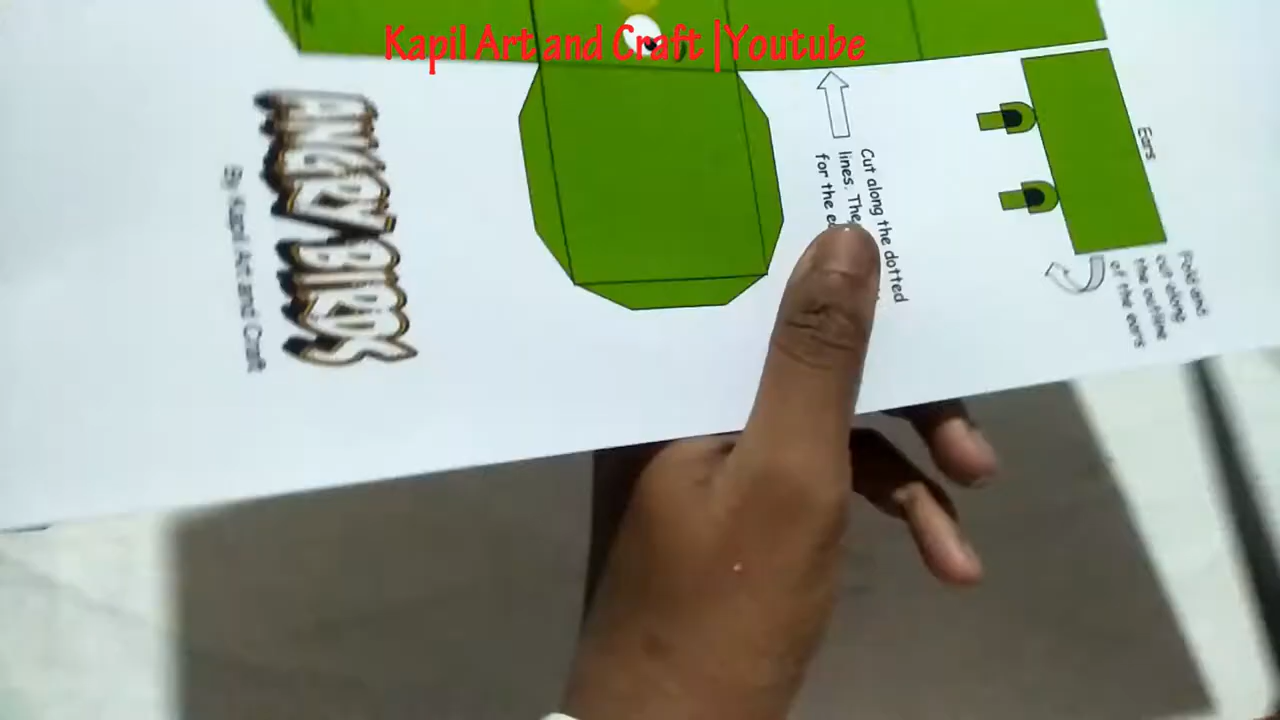 Kapil Art and Craft |Youtube
ANGRY BIRDS
By Kapil Art and Craft
Cut along the dotted
lines.
for the
Ears
Fold and
cut along
the outline
of the ears